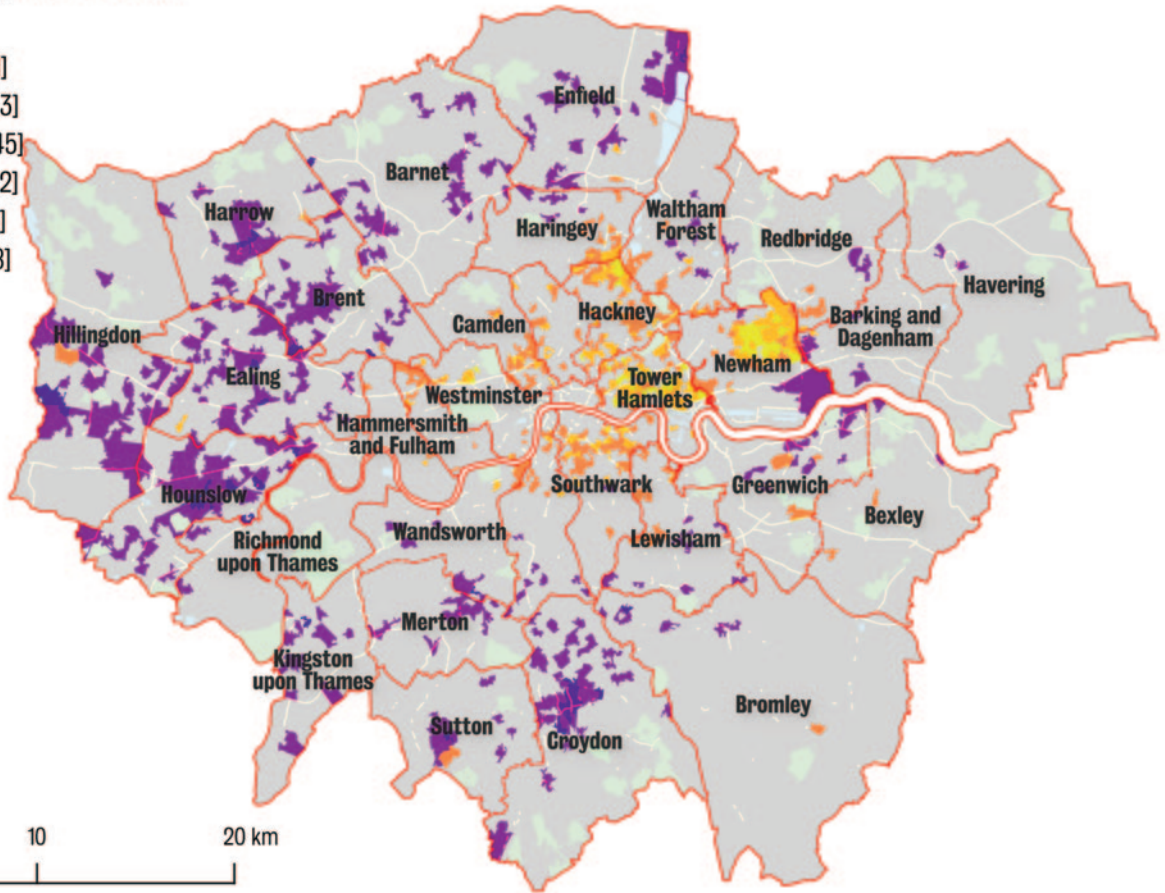 ]
3]
45]
2]
]
3]
Enfield
Barnet
Harrow
Waltham
Forest
Haringey
Redbridge
Havering
Brent
Hackney
Camden
Barking and
Dagenham
Hillingdon
Newham
Ealing
Tower
Hamlets
Westminster
Hammersmith
and Fulham
Southwark
Greenwich
Hounslow
Bexley
Wandsworth
Lewisham
Richmond
upon Thames
Merton
Kingston
upon Thames
Bromley
Sutton
Croydon
10 20 km